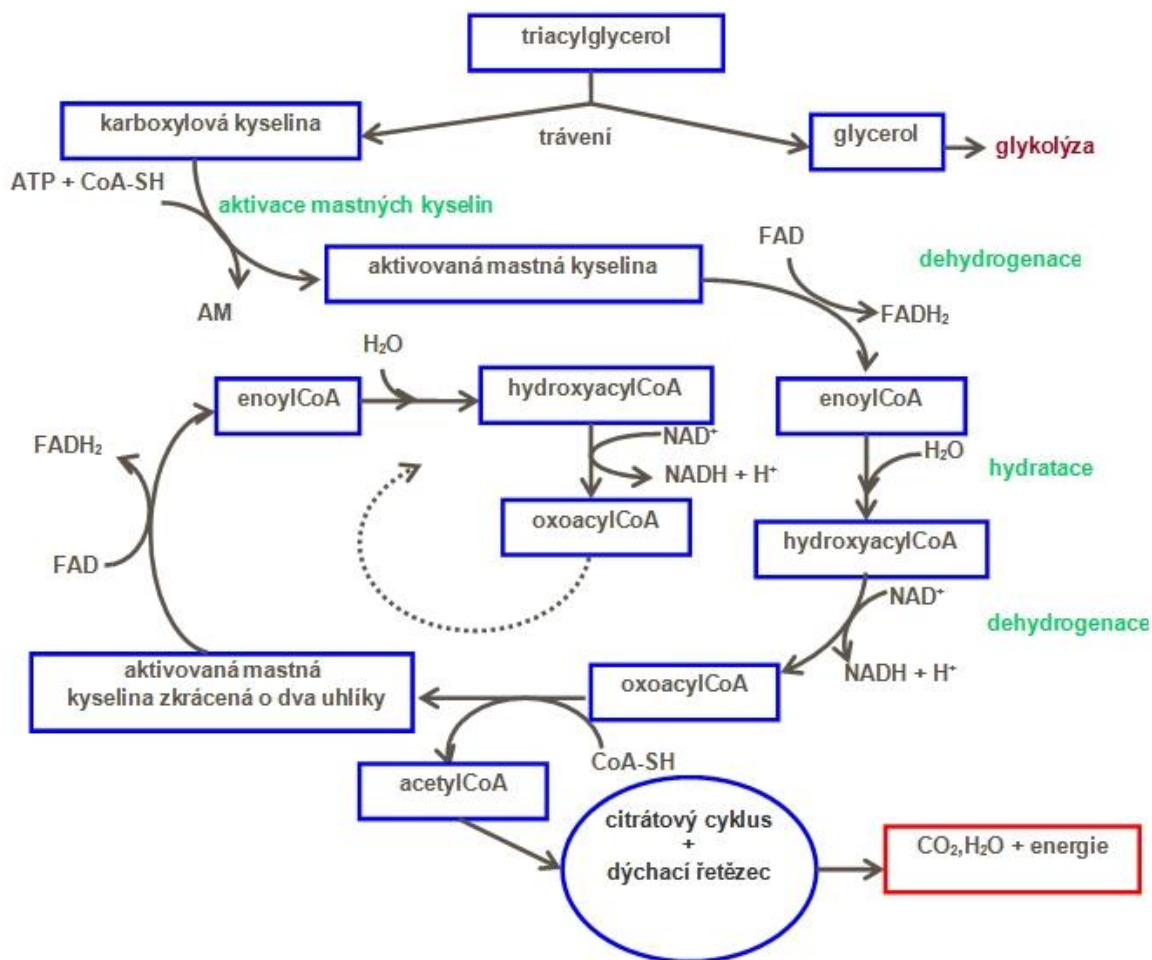 triacylglycerol
karboxylová kyselina
trávení
glycerol
glykolýza
ATP + CoA-SH
aktivace mastných kyselin
AM
aktivovaná mastná kyselina
FAD
dehydrogenace
FADH₂
enoylCoA
H₂O
hydratace
hydroxyacylCoA
NAD⁺
dehydrogenace
NADH + H⁺
oxoacylCoA
CoA-SH
aktivovaná mastná
kyselina zkrácená o dva uhlíky
FAD
FADH₂
enoylCoA
H₂O
hydroxyacylCoA
NAD⁺
NADH + H⁺
oxoacylCoA
acetylCoA
citrátový cyklus
+
dýchací řetězec
CO₂,H₂O + energie